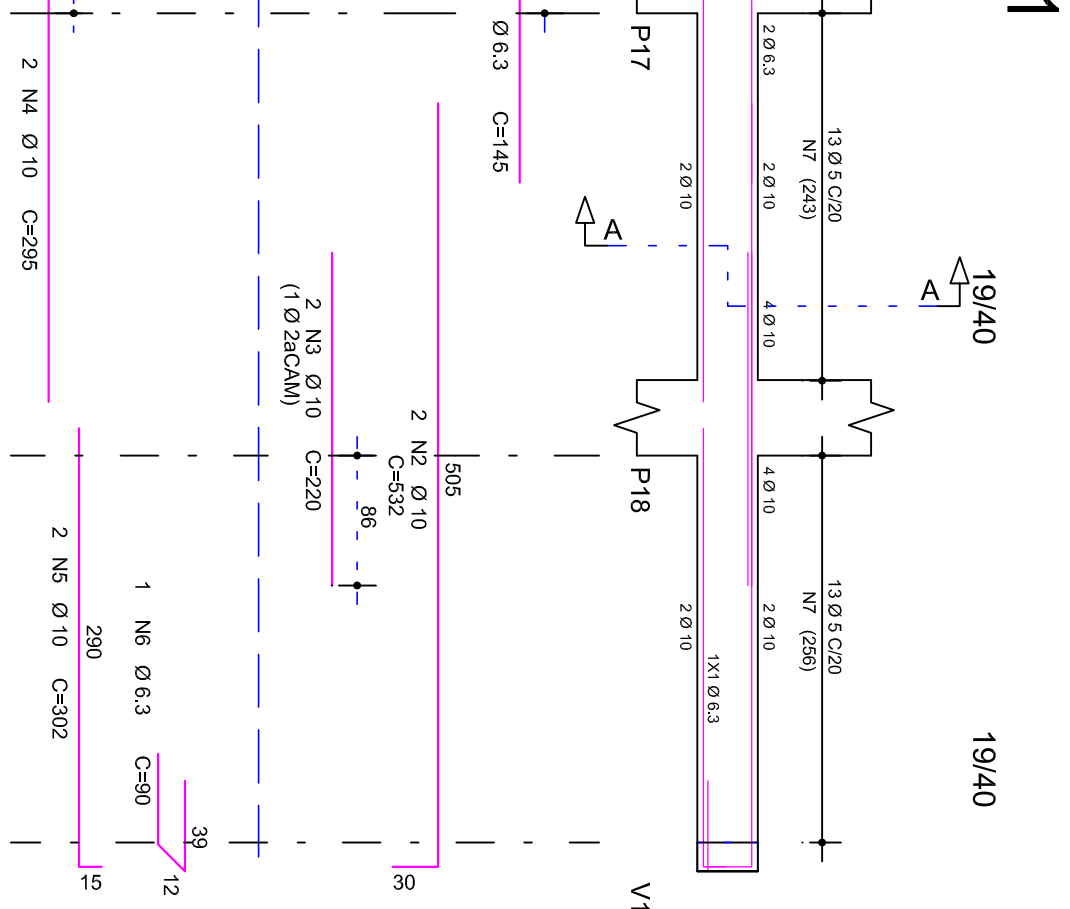 1
19/40
19/40
13 Ø 5 C/20
N7 (243)
13 Ø 5 C/20
N7 (256)
A
A
2 Ø 6.3
2 Ø 10
4 Ø 10
4 Ø 10
2 Ø 10
2 Ø 10
2 Ø 10
1X1 Ø 6.3
P17
P18
V1
Ø 6.3 C=145
505
2 N2 Ø 10
C=532
30
86
2 N3 Ø 10 C=220
(1 Ø 2aCAM)
39
1 N6 Ø 6.3 C=90
12
290
2 N5 Ø 10 C=302
15
2 N4 Ø 10 C=295